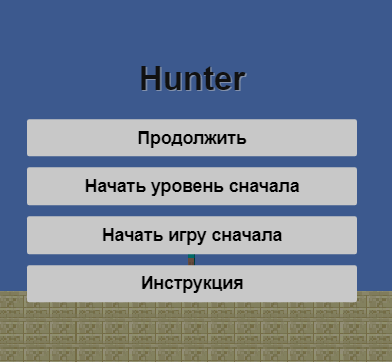 Hunter
Продолжить
Начать уровень сначала
Начать игру сначала
Инструкция